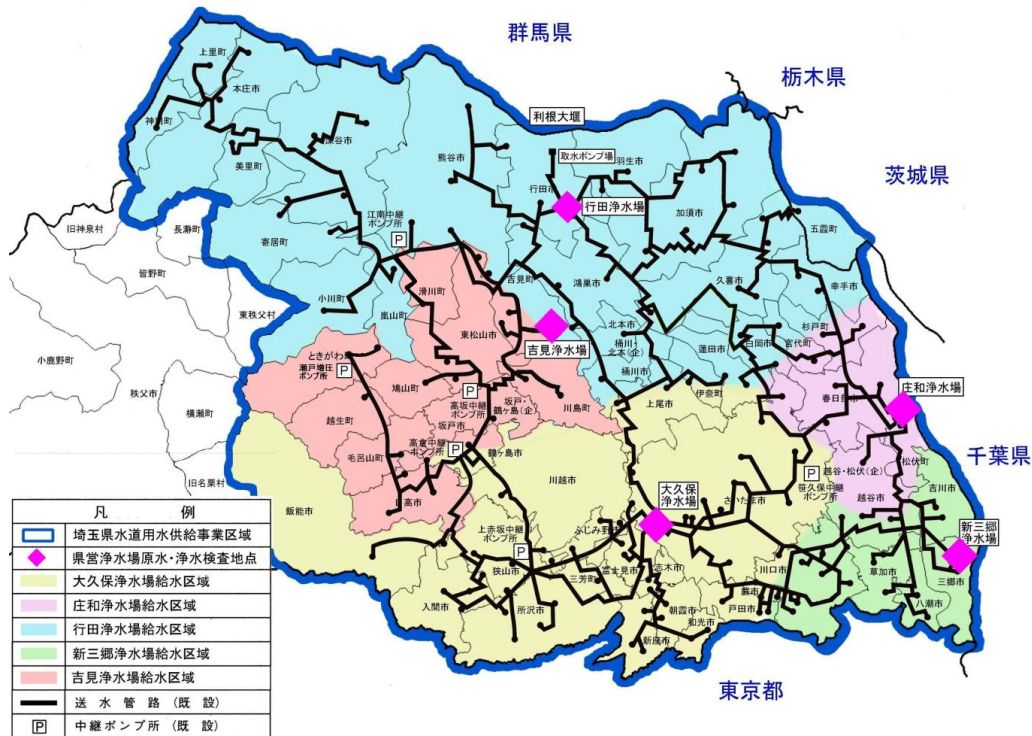 群馬県
栃木県
茨城県
千葉県
東京都
上里町
本庄市
神川町
美里町
深谷市
熊谷市
利根大堰
取水ポンプ場
羽生市
行田市
行田浄水場
加須市
五霞町
江南中継
ポンプ所
P
寄居町
旧神泉村
長瀞町
皆野町
東秩父村
小鹿野町
秩父市
横瀬町
旧名栗村
小川町
嵐山町
滑川町
吉見町
鴻巣市
久喜市
幸手市
東松山市
吉見浄水場
北本市
桶川・
北本(企)
桶川市
蓮田市
白岡市
杉戸町
宮代町
ときがわ町
瀬戸増圧
ポンプ所
P
鳩山町
P
高坂中継
ポンプ所
坂戸・
鶴ヶ島(企)
川島町
上尾市
伊奈町
春日部市
庄和浄水場
越生町
坂戸市
毛呂山町
高倉中継
ポンプ所
P
鶴ヶ島市
日高市
川越市
飯能市
大久保
浄水場
さいたま市
P
笹久保中継
ポンプ所
越谷・松伏(企)
松伏町
越谷市
吉川市
新三郷
浄水場
三郷市
草加市
八潮市
川口市
蕨市
戸田市
上赤坂中継
ポンプ所
P
ふじみ野市
富士見市
三芳町
志木市
朝霞市
和光市
新座市
狭山市
入間市
所沢市
凡 例
埼玉県水道用水供給事業区域
県営浄水場原水・浄水検査地点
大久保浄水場給水区域
庄和浄水場給水区域
行田浄水場給水区域
新三郷浄水場給水区域
吉見浄水場給水区域
送水管路(既設)
P 中継ポンプ所(既設)